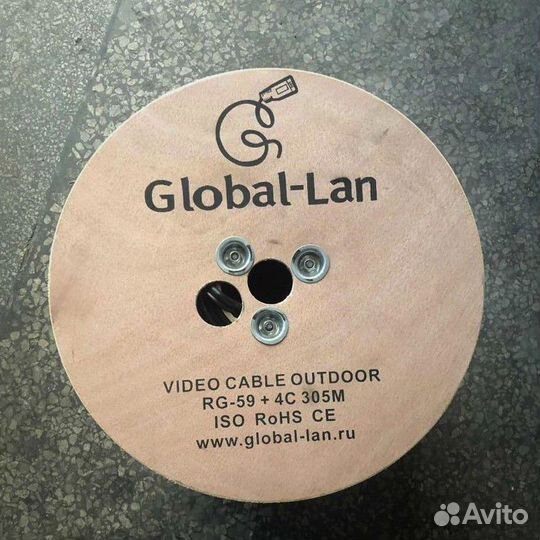 Global-Lan
VIDEO CABLE OUTDOOR
RG-59 + 4C 305M
ISO RoHS CE
www.global-lan.ru
Avito